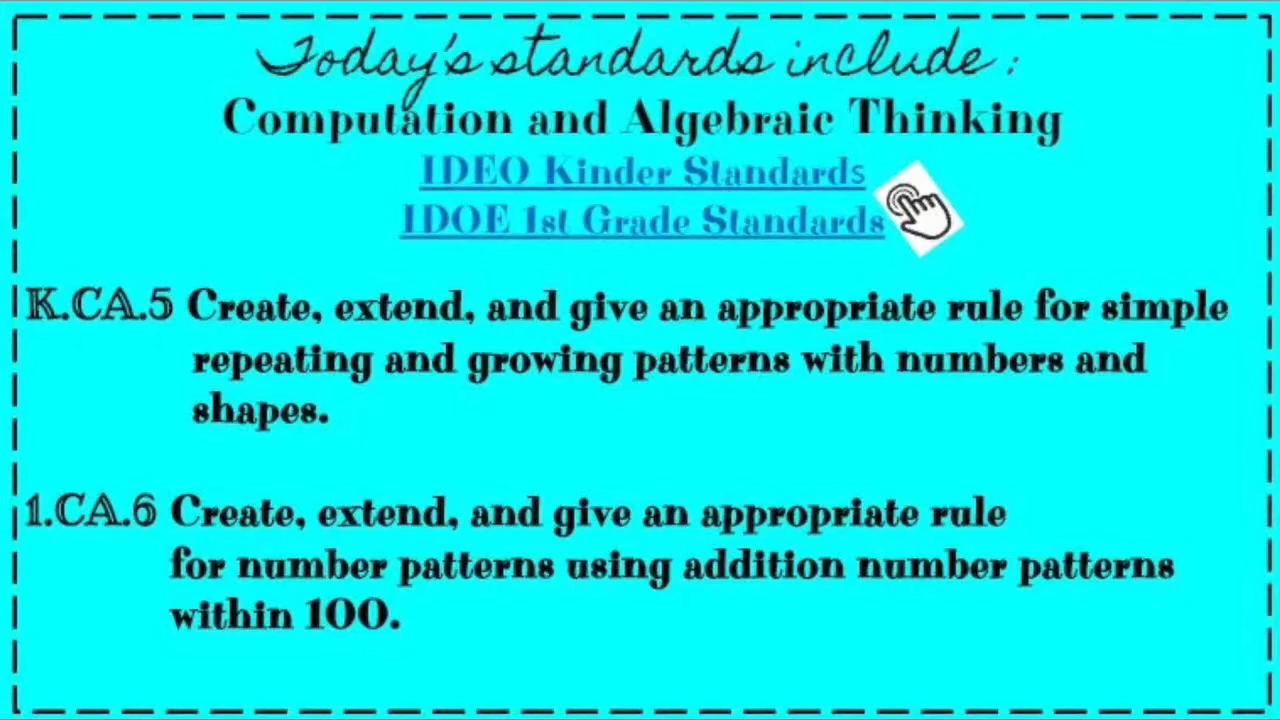 Today's standards include :
Computation and Algebraic Thinking
IDEO Kinder Standards
IDOE 1st Grade Standards
K.CA.5 Create, extend, and give an appropriate rule for simple
repeating and growing patterns with numbers and
shapes.
1.CA.6 Create, extend, and give an appropriate rule
for number patterns using addition number patterns
within 100.